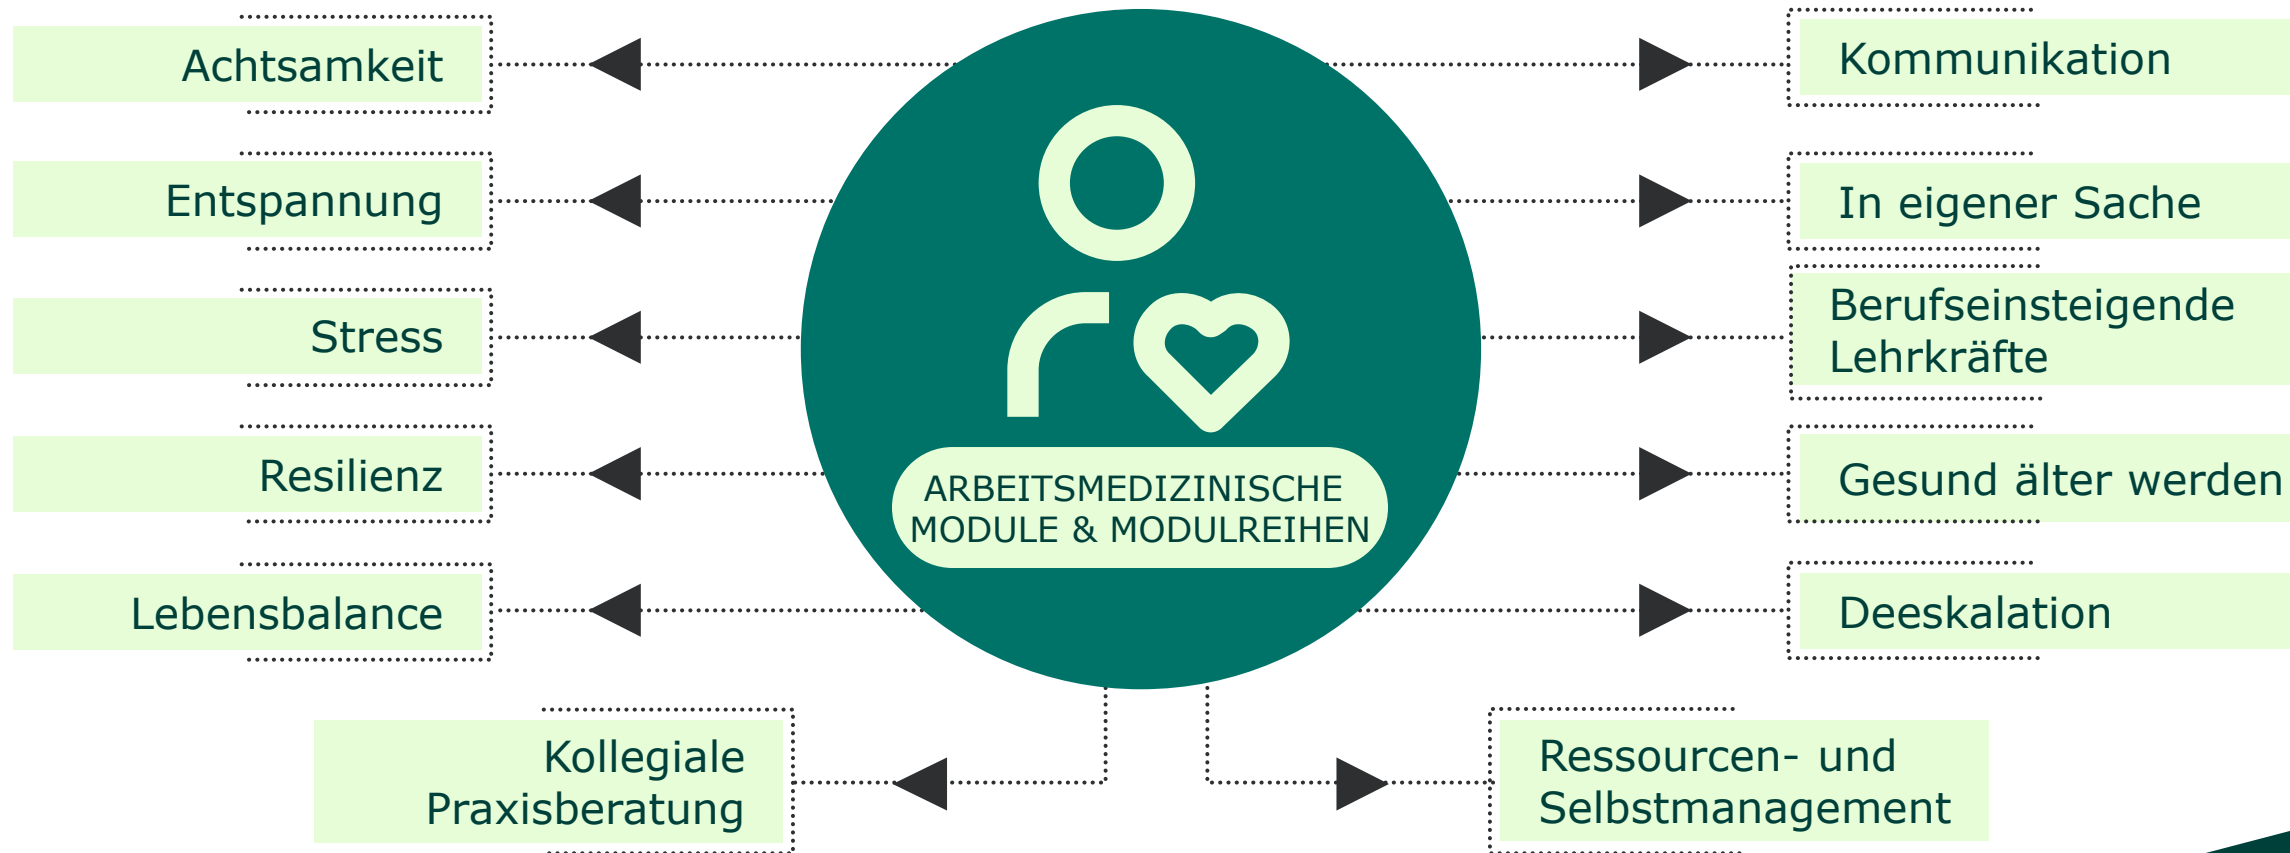 Achtsamkeit
Entspannung
Stress
Resilienz
Lebensbalance
Kollegiale
Praxisberatung
ARBEITSMEDIZINISCHE
MODULE & MODULREIHEN
Kommunikation
In eigener Sache
Berufseinsteigende
Lehrkräfte
Gesund älter werden
Deeskalation
Ressourcen- und
Selbstmanagement